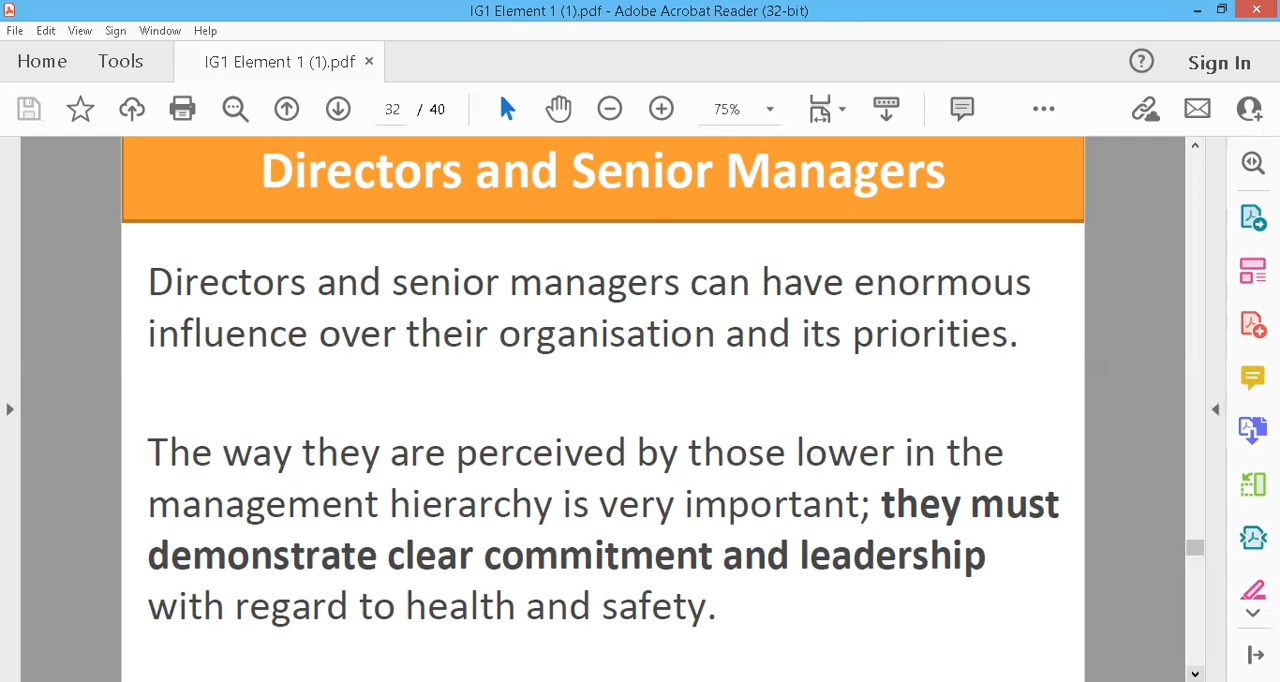 IG1 Element 1 (1).pdf - Adobe Acrobat Reader (32-bit)
File Edit View Sign Window Help
Home Tools IG1 Element 1 (1).pdf × Sign In
32 / 40 75%
Directors and Senior Managers
Directors and senior managers can have enormous
influence over their organisation and its priorities.
The way they are perceived by those lower in the
management hierarchy is very important; they must
demonstrate clear commitment and leadership
with regard to health and safety.